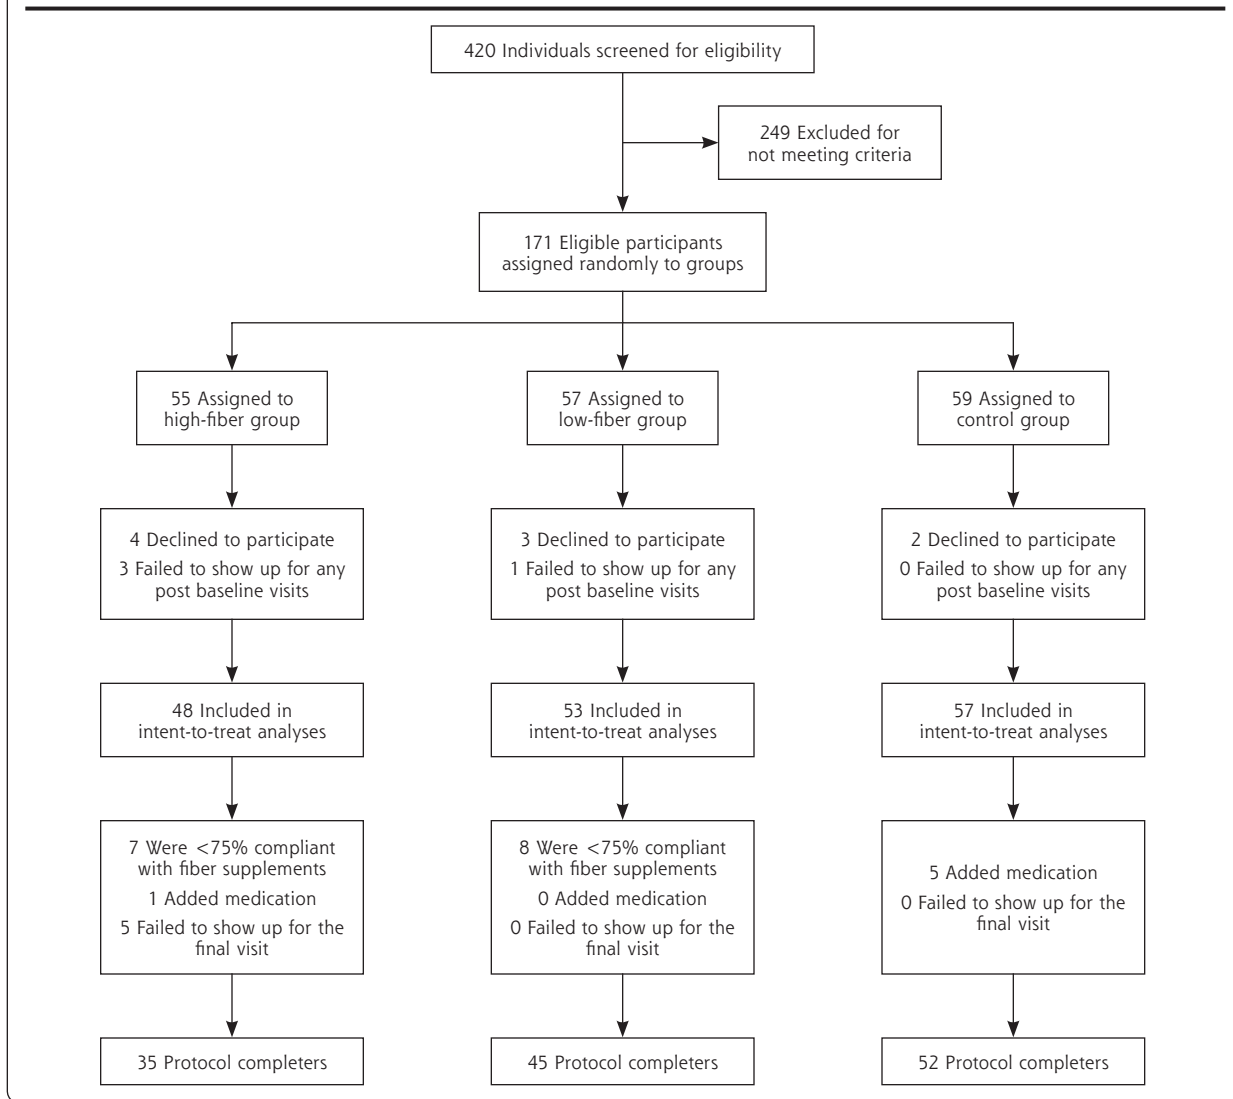 420 Individuals screened for eligibility
249 Excluded for
not meeting criteria
171 Eligible participants
assigned randomly to groups
55 Assigned to
high-fiber group
57 Assigned to
low-fiber group
59 Assigned to
control group
4 Declined to participate
3 Failed to show up for any
post baseline visits
3 Declined to participate
1 Failed to show up for any
post baseline visits
2 Declined to participate
0 Failed to show up for any
post baseline visits
48 Included in
intent-to-treat analyses
53 Included in
intent-to-treat analyses
57 Included in
intent-to-treat analyses
7 Were <75% compliant
with fiber supplements
1 Added medication
5 Failed to show up for the
final visit
8 Were <75% compliant
with fiber supplements
0 Added medication
0 Failed to show up for the
final visit
5 Added medication
0 Failed to show up for the
final visit
35 Protocol completers
45 Protocol completers
52 Protocol completers